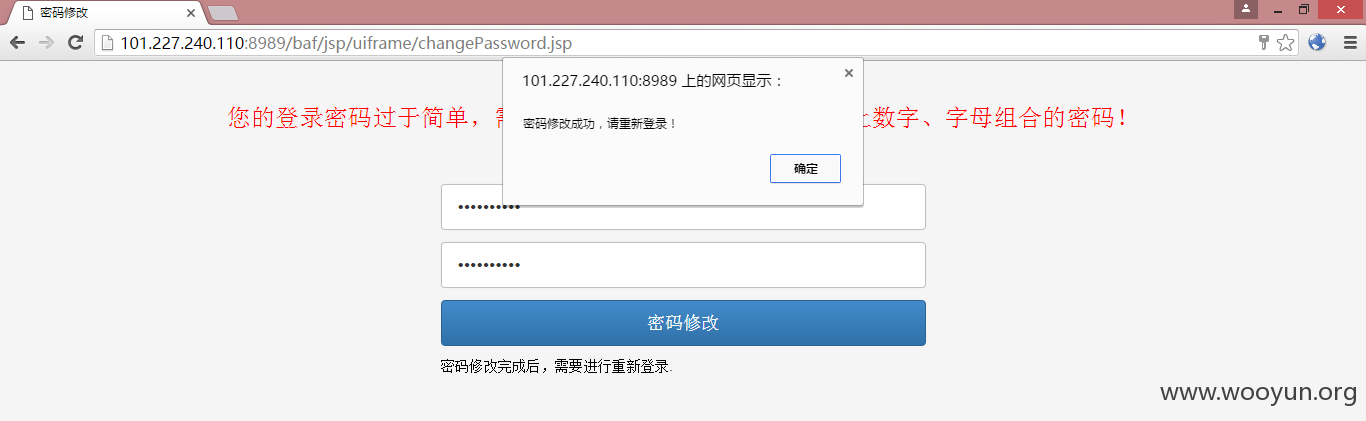 密码修改
101.227.240.110:8989/baf/jsp/uiframe/changePassword.jsp
101.227.240.110:8989 上的网页显示：
密码修改成功，请重新登录！
确定
您的登录密码过于简单，
数字、字母组合的密码！
密码修改
密码修改完成后，需要进行重新登录.
www.wooyun.org